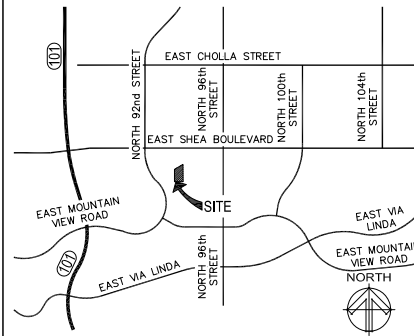 101
EAST CHOLLA STREET
NORTH 92nd STREET
NORTH 96th
STREET
NORTH 100th
STREET
NORTH 104th
STREET
EAST SHEA BOULEVARD
SITE
EAST MOUNTAIN
VIEW ROAD
EAST VIA
LINDA
EAST MOUNTAIN
VIEW ROAD
101
EAST VIA LINDA
NORTH 96th
STREET
NORTH